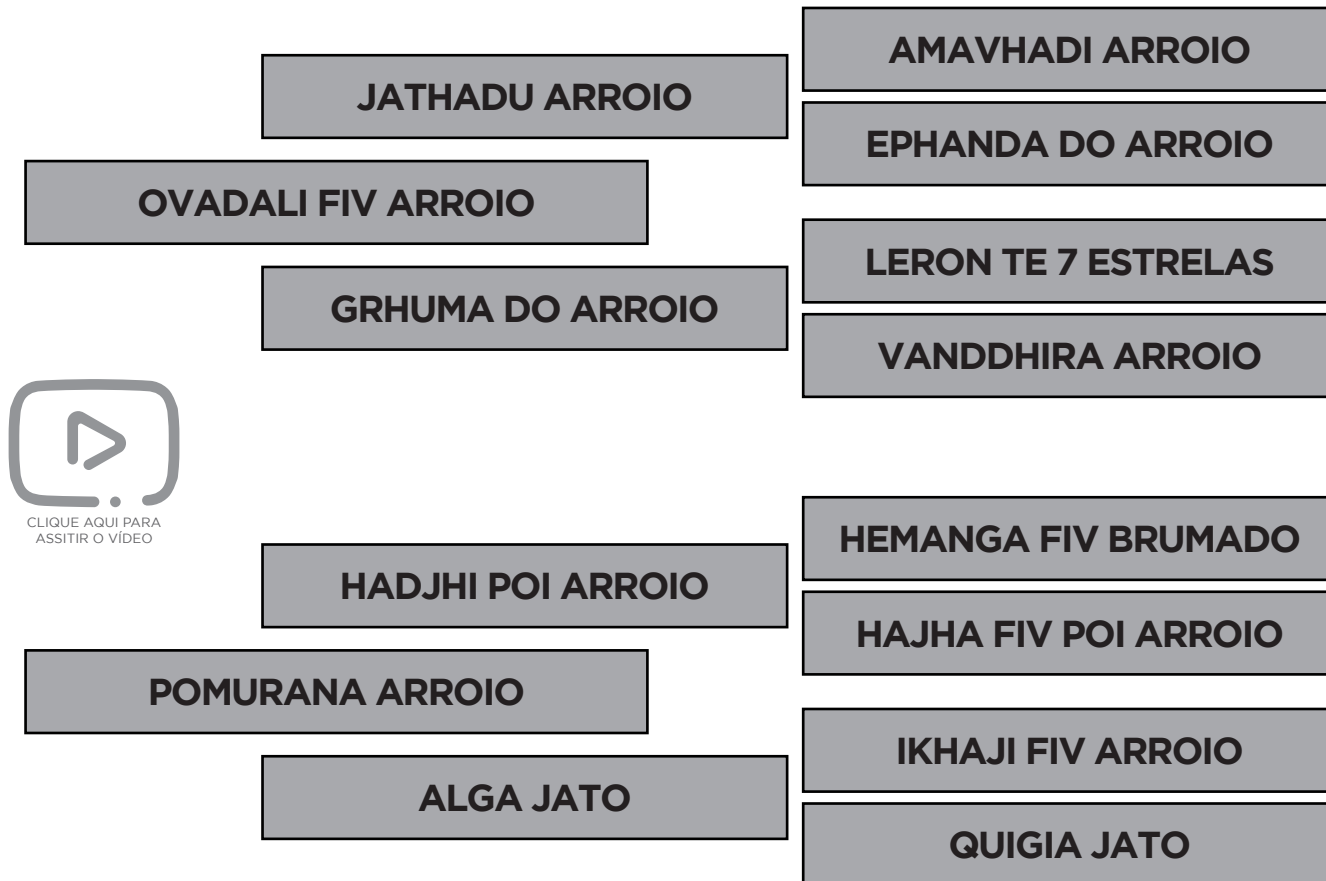 AMAVHADI ARROIO
JATHADU ARROIO
EPHANDA DO ARROIO
OVADALI FIV ARROIO
LERON TE 7 ESTRELAS
GRHUMA DO ARROIO
VANDDHIRA ARROIO
CLIQUE AQUI PARA
ASSITIR O VÍDEO
HEMANGA FIV BRUMADO
HADJHI POI ARROIO
HAJHA FIV POI ARROIO
POMURANA ARROIO
IKHAJI FIV ARROIO
ALGA JATO
QUIGIA JATO